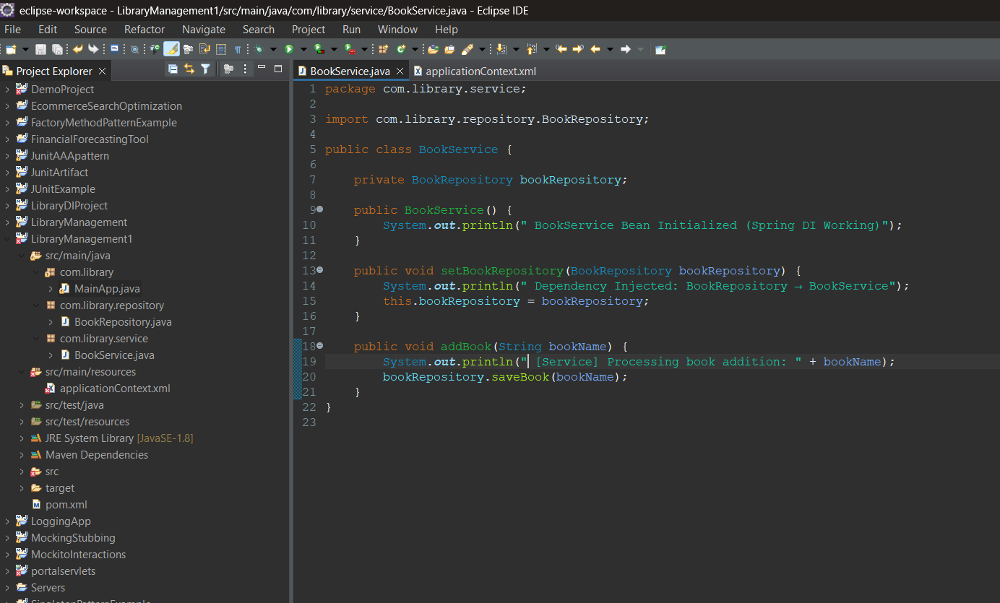 eclipse-workspace - LibraryManagement1/src/main/java/com/library/service/BookService.java - Eclipse IDE
File Edit Source Refactor Navigate Search Project Run Window Help
Project Explorer
DemoProject
EcommerceSearchOptimization
FactoryMethodPatternExample
FinancialForecastingTool
JunitAAApattern
JunitArtifact
JUnitExample
LibraryDIProject
LibraryManagement
LibraryManagement1
src/main/java
com.library
MainApp.java
com.library.repository
BookRepository.java
com.library.service
BookService.java
src/main/resources
applicationContext.xml
src/test/java
src/test/resources
JRE System Library [JavaSE-1.8]
Maven Dependencies
src
target
pom.xml
LoggingApp
MockingStubbing
MockitoInteractions
portalservlets
Servers
SingletonPatternExample
BookService.java applicationContext.xml
1 package com.library.service;
2
3 import com.library.repository.BookRepository;
4
5 public class BookService {
6
7     private BookRepository bookRepository;
8
9     public BookService() {
10         System.out.println(" BookService Bean Initialized (Spring DI Working)");
11     }
12
13     public void setBookRepository(BookRepository bookRepository) {
14         System.out.println(" Dependency Injected: BookRepository → BookService");
15         this.bookRepository = bookRepository;
16     }
17
18     public void addBook(String bookName) {
19         System.out.println(" [Service] Processing book addition: " + bookName);
20         bookRepository.saveBook(bookName);
21     }
22 }
23